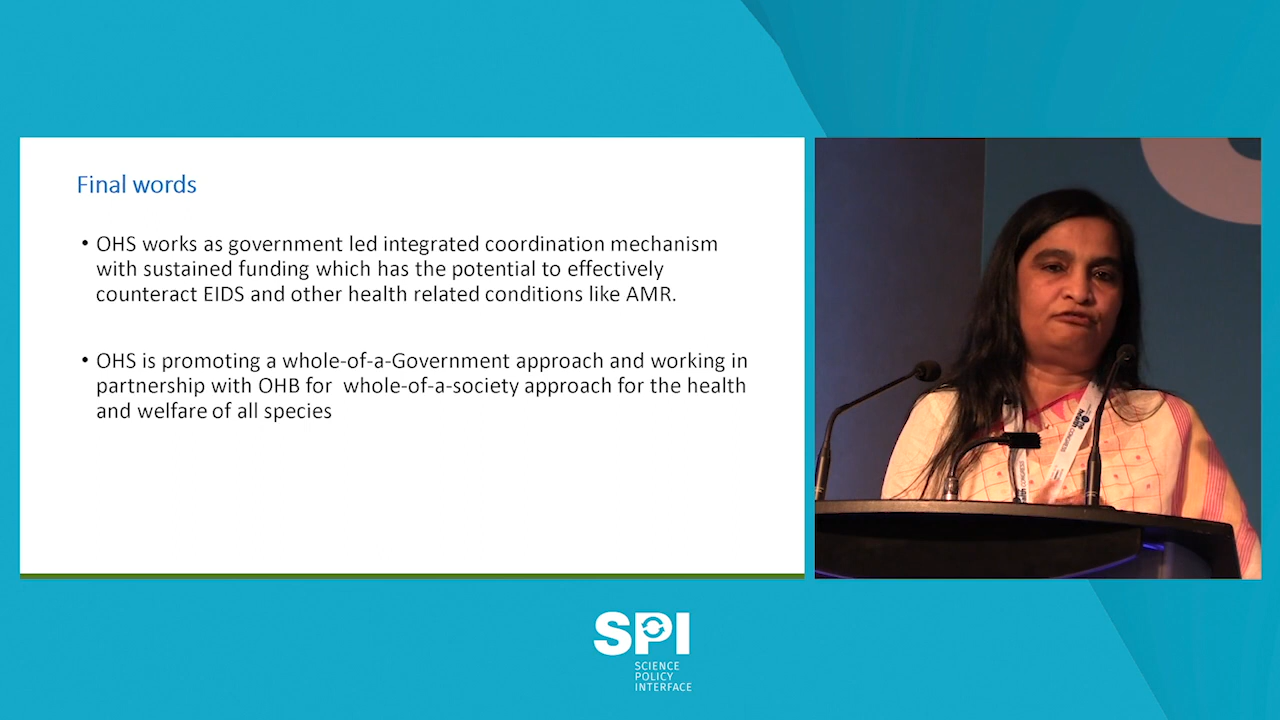 Final words
• OHS works as government led integrated coordination mechanism
with sustained funding which has the potential to effectively
counteract EIDS and other health related conditions like AMR.
• OHS is promoting a whole-of-a-Government approach and working in
partnership with OHB for  whole-of-a-society approach for the health
and welfare of all species
SPI
SCIENCE
POLICY
INTERFACE